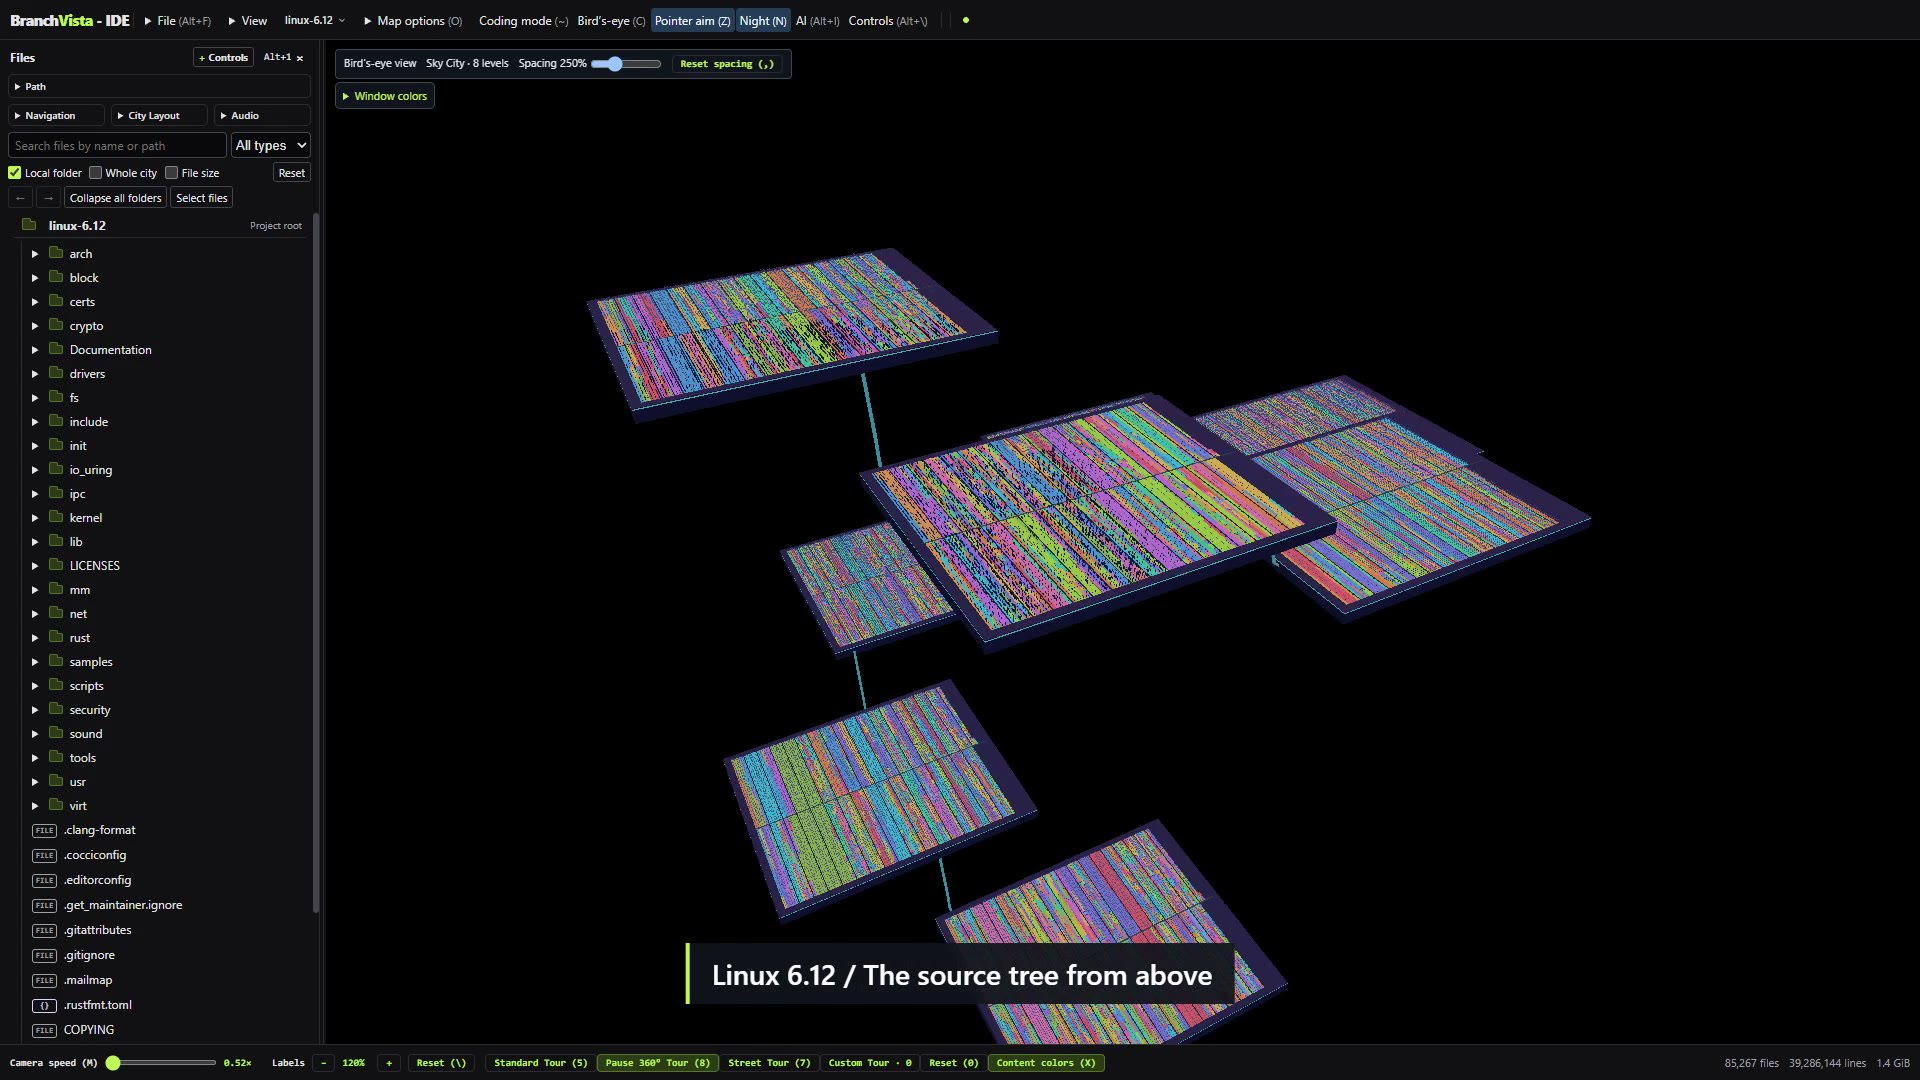 BranchVista - IDE
File (Alt+F)
View
linux-6.12
Map options (O)
Coding mode (~)
Bird's-eye (C)
Pointer aim (Z)
Night (N)
AI (Alt+I)
Controls (Alt+\)
Files
+ Controls
Alt+1 ×
Path
Navigation
City Layout
Audio
Search files by name or path
All types
Local folder
Whole city
File size
Reset
←
→
Collapse all folders
Select files
linux-6.12
Project root
arch
block
certs
crypto
Documentation
drivers
fs
include
init
io_uring
ipc
kernel
lib
LICENSES
mm
net
rust
samples
scripts
security
sound
tools
usr
virt
FILE .clang-format
FILE .cocciconfig
FILE .editorconfig
FILE .get_maintainer.ignore
FILE .gitattributes
FILE .gitignore
FILE .mailmap
{} .rustfmt.toml
FILE COPYING
Bird's-eye view
Sky City · 8 levels
Spacing 250%
Reset spacing (,)
Window colors
Linux 6.12 / The source tree from above
Camera speed (M)
0.52×
Labels
-
120%
+
Reset (\)
Standard Tour (5)
Pause 360° Tour (8)
Street Tour (7)
Custom Tour · 0
Reset (0)
Content colors (X)
85,267 files
39,286,144 lines
1.4 GiB